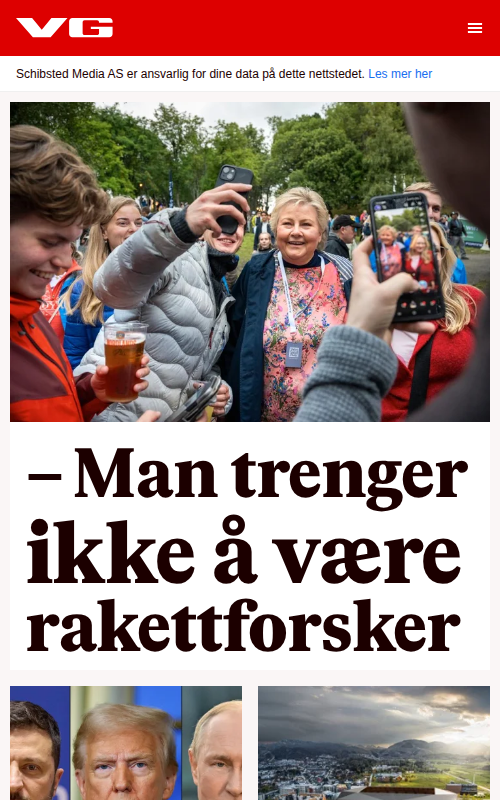 VG
Schibsted Media AS er ansvarlig for dine data på dette nettstedet. Les mer her
– Man trenger
ikke å være
rakettforsker